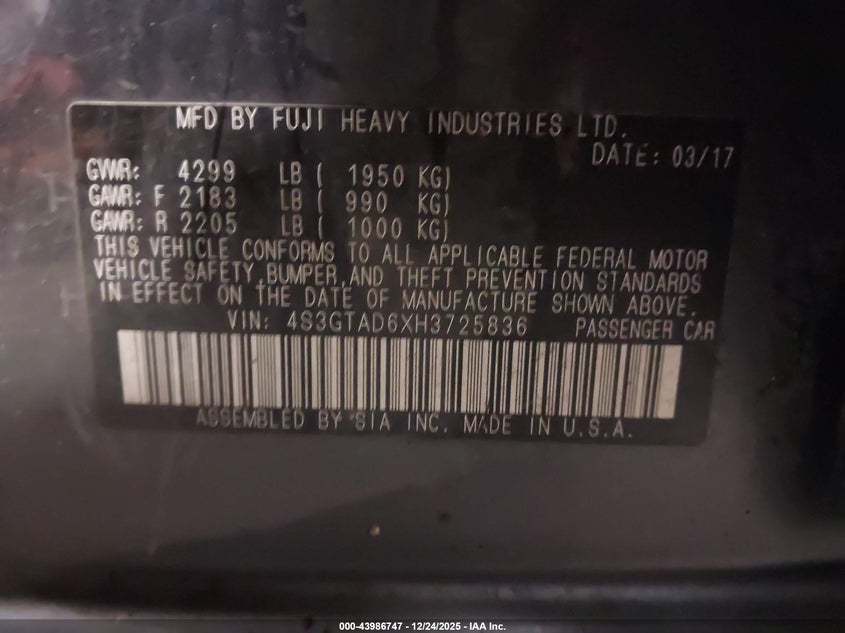 MFD BY FUJI HEAVY INDUSTRIES LTD.
DATE: 03/17
GVWR: 4299 LB ( 1950 KG)
GAWR: F 2183 LB ( 990 KG)
GAWR: R 2205 LB ( 1000 KG)
THIS VEHICLE CONFORMS TO ALL APPLICABLE FEDERAL MOTOR
VEHICLE SAFETY,BUMPER,AND THEFT PREVENTION STANDARDS
IN EFFECT ON THE DATE OF MANUFACTURE SHOWN ABOVE.
VIN: 4S3GTAD6XH3725836 PASSENGER CAR
ASSEMBLED BY SIA INC. MADE IN U.S.A.
000-43986747 - 12/24/2025 - IAA Inc.